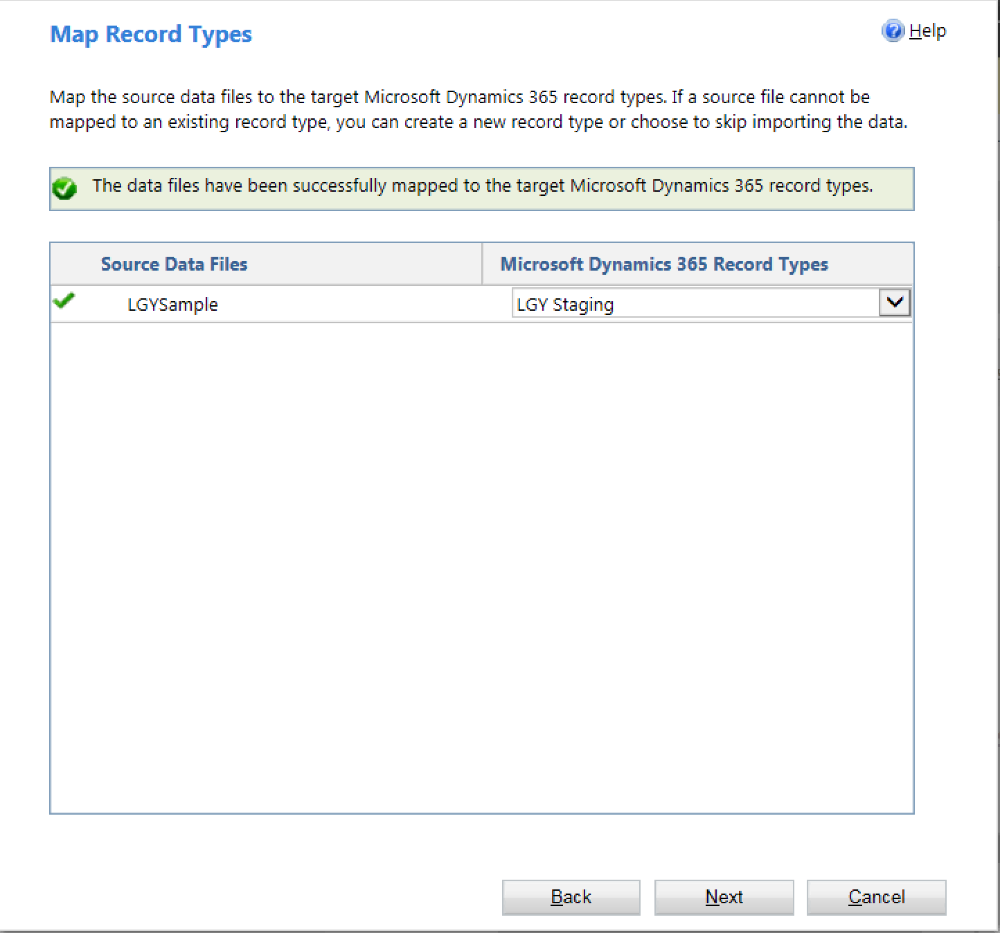 Map Record Types
Help
Map the source data files to the target Microsoft Dynamics 365 record types. If a source file cannot be
mapped to an existing record type, you can create a new record type or choose to skip importing the data.
The data files have been successfully mapped to the target Microsoft Dynamics 365 record types.
Source Data Files
Microsoft Dynamics 365 Record Types
LGYSample
LGY Staging
Back
Next
Cancel